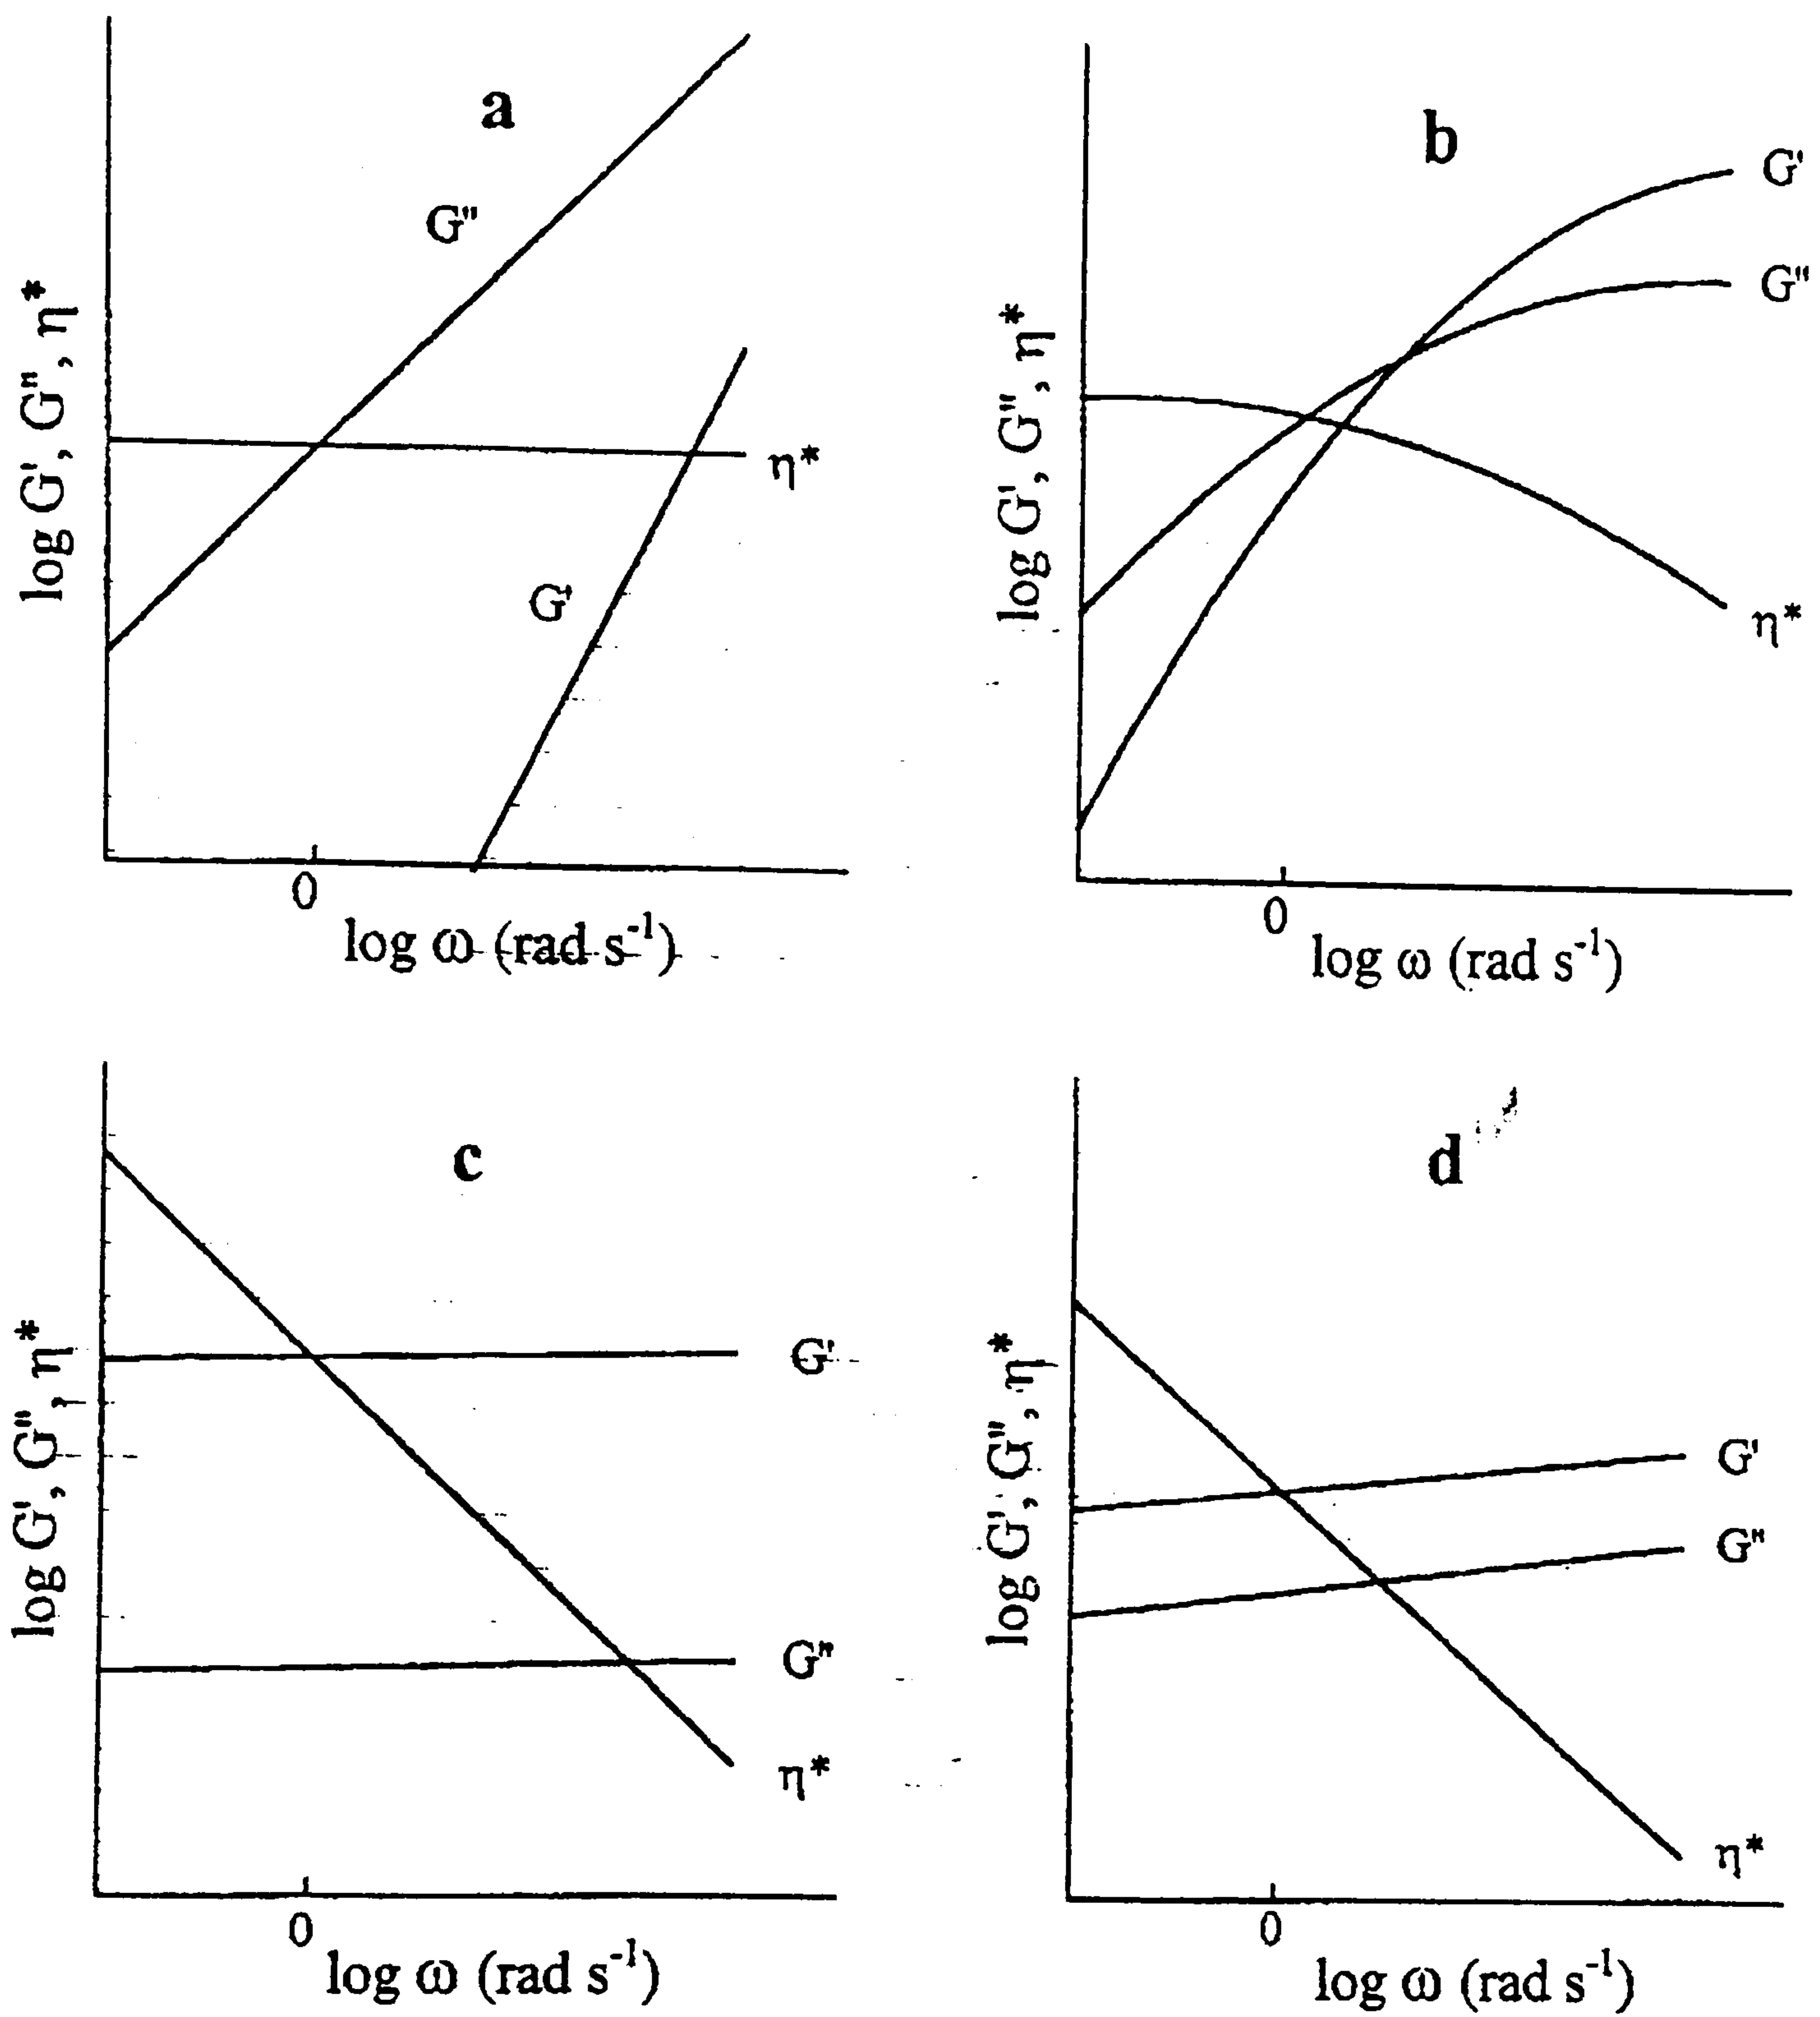 a
G"
G'
η*
log G', G", η*
0
log ω (rad s⁻¹)
b
G'
G"
η*
log G', G", η*
0
log ω (rad s⁻¹)
c
G'
G"
η*
log G', G", η*
0
log ω (rad s⁻¹)
d
G'
G"
η*
log G', G", η*
0
log ω (rad s⁻¹)